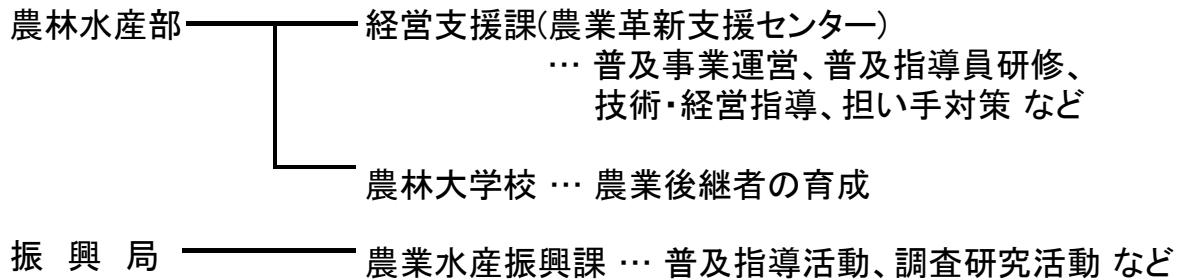 農林水産部 経営支援課(農業革新支援センター)
… 普及事業運営、普及指導員研修、
技術・経営指導、担い手対策 など
農林大学校 … 農業後継者の育成
振 興 局 農業水産振興課 … 普及指導活動、調査研究活動 など